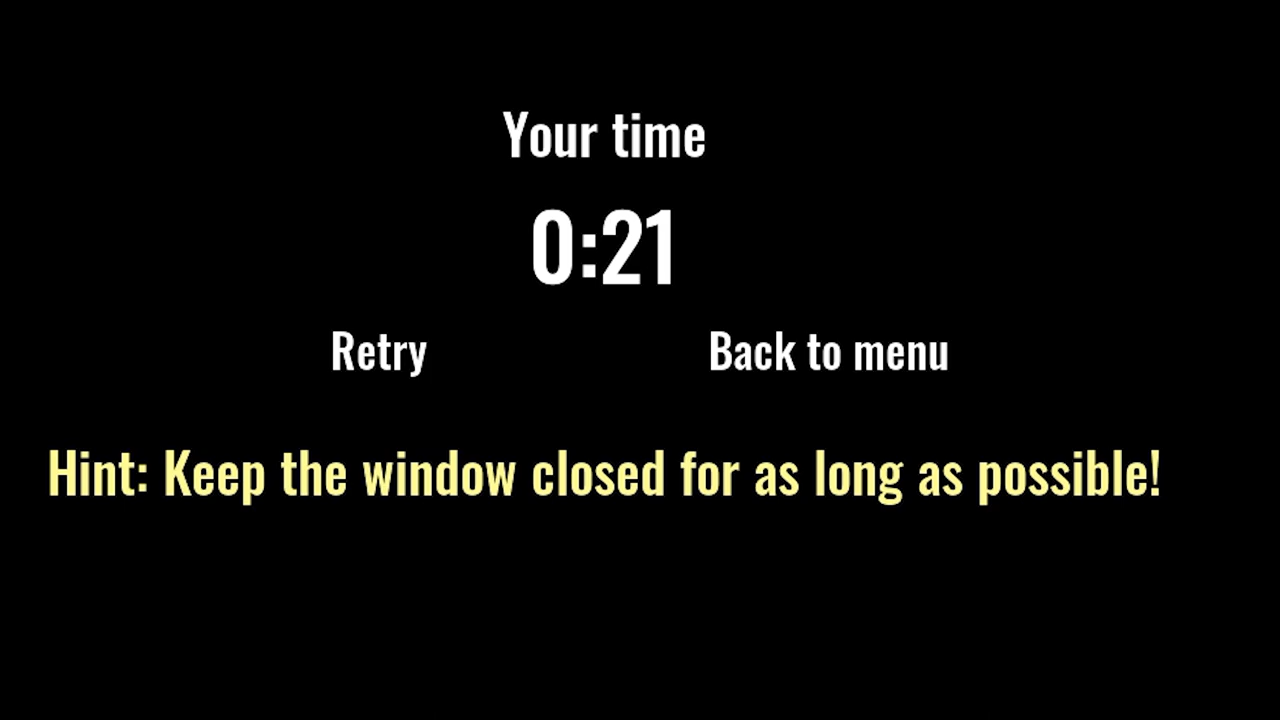 Your time
0:21
Retry Back to menu
Hint: Keep the window closed for as long as possible!